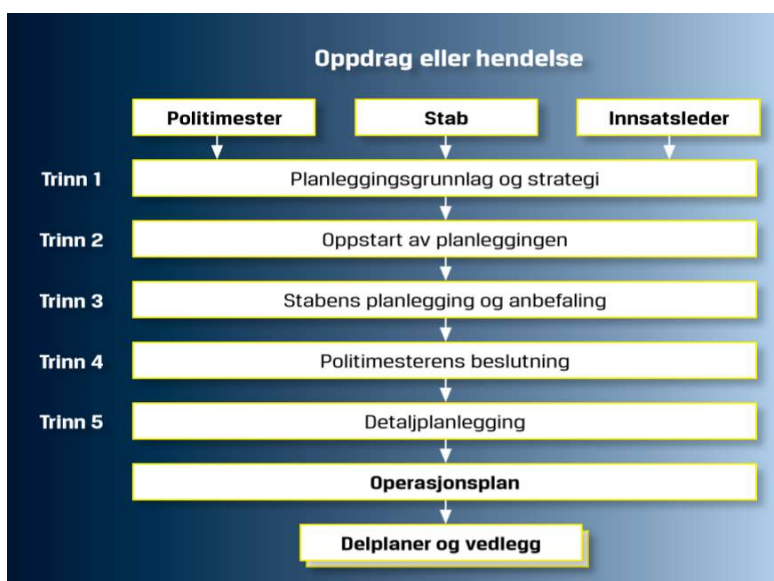 Oppdrag eller hendelse
Politimester
Stab
Innsatsleder
Trinn 1
Planleggingsgrunnlag og strategi
Trinn 2
Oppstart av planleggingen
Trinn 3
Stabens planlegging og anbefaling
Trinn 4
Politimesterens beslutning
Trinn 5
Detaljplanlegging
Operasjonsplan
Delplaner og vedlegg